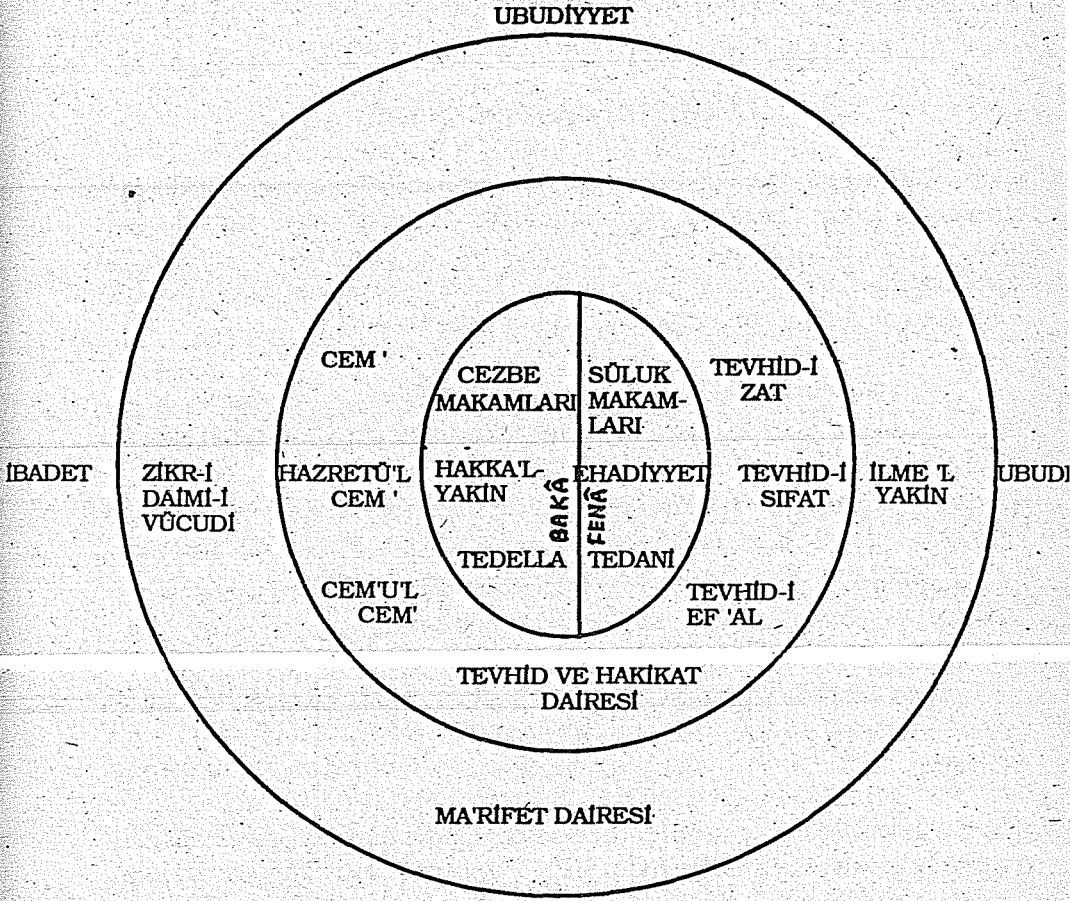 UBUDİYYET
CEM '
CEZBE
MAKAMLARI
SÜLUK
MAKAM-
LARI
TEVHİD-İ
ZAT
İBADET
ZİKR-İ
DAİMİ-İ
VÜCUDİ
HAZRETÜ'L
CEM '
HAKKA'L-
YAKİN
BAKÂ
FENÂ
EHADİYYET
TEVHİD-İ
SIFAT
İLME 'L
YAKİN
UBUDI
TEDELLA
TEDANİ
CEM'U'L
CEM'
TEVHİD-İ
EF 'AL
TEVHİD VE HAKİKAT
DAİRESİ
MA'RİFET DAİRESİ